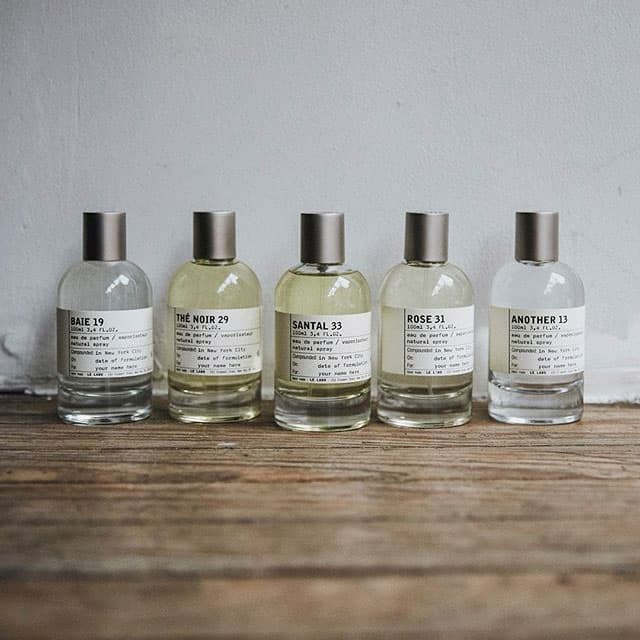 BAIE 19
100ml 3,4 FL.OZ.
eau de parfum / vaporisateur
natural spray
Compounded in New York City
On: date of formulation
For: your name here
THÉ NOIR 29
100ml 3,4 FL.OZ.
eau de parfum / vaporisateur
natural spray
Compounded in New York City
On: date of formulation
For: your name here
SANTAL 33
100ml 3,4 FL.OZ.
eau de parfum / vaporisateur
natural spray
Compounded in New York City
On: date of formulation
For: your name here
LE LABO
ROSE 31
100ml 3,4 FL.OZ.
eau de parfum / vaporisateur
natural spray
Compounded in New York City
On: date of formulation
For: your name here
ANOTHER 13
100ml 3,4 FL.OZ.
eau de parfum / vaporisateur
natural spray
Compounded in New York City
On: date of formulation
For: your name here